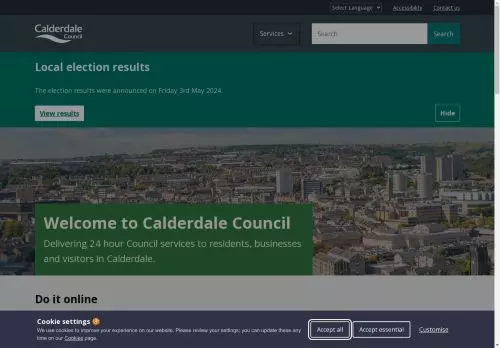 Select Language
Accessibility
Contact us
Calderdale
Council
Services
Search
Search
Local election results
The election results were announced on Friday 3rd May 2024.
View results
Hide
Welcome to Calderdale Council
Delivering 24 hour Council services to residents, businesses
and visitors in Calderdale.
Do it online
Cookie settings 🍪
We use cookies to improve your experience on our website. Please review your settings; you can update these any
time on our Cookies page.
Accept all
Accept essential
Customise